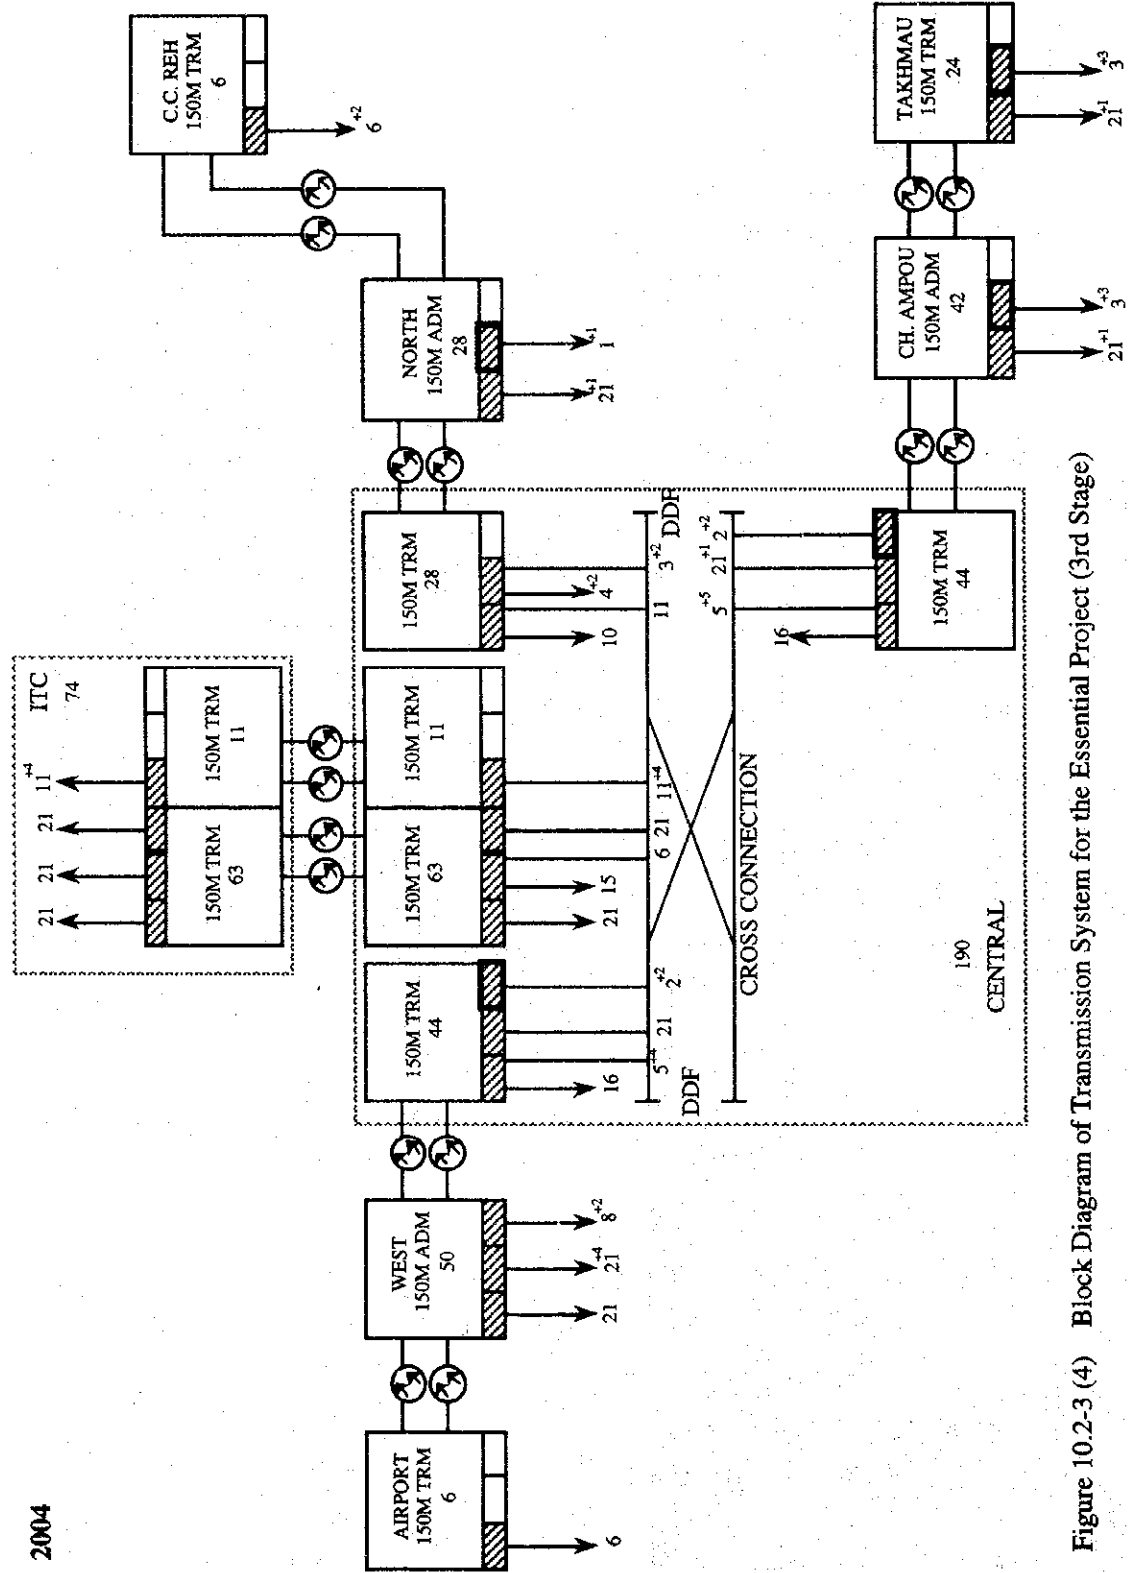 2004
AIRPORT
150M TRM
6
6
WEST
150M ADM
50
21
21 +4
8 +2
ITC
74
21
21
21
11 +4
150M TRM
63
150M TRM
11
150M TRM
44
16
5 +4
21
2 +2
150M TRM
63
21
15
6
21
150M TRM
11
11 +4
150M TRM
28
10
11
4 +2
3 +2
DDF
DDF
CROSS CONNECTION
16
5 +5
21 +1
2 +2
150M TRM
44
190
CENTRAL
NORTH
150M ADM
28
21 +1
1 +1
C.C. REH
150M TRM
6
6 +2
CH. AMPOU
150M ADM
42
21 +1
3 +3
TAKHMAU
150M TRM
24
21 +1
3 +3
Figure 10.2-3 (4) Block Diagram of Transmission System for the Essential Project (3rd Stage)